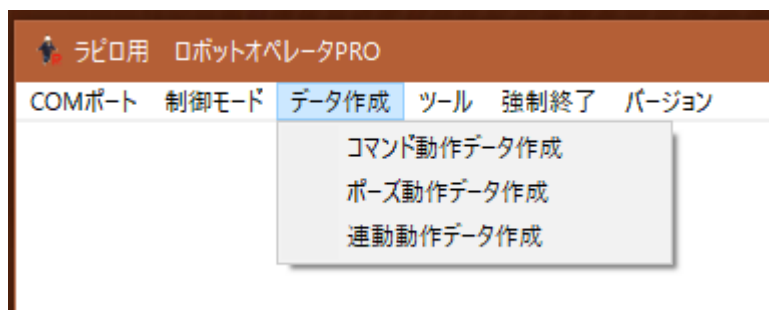 ラピロ用 ロボットオペレータPRO
COMポート 制御モード データ作成 ツール 強制終了 バージョン
コマンド動作データ作成
ポーズ動作データ作成
連動動作データ作成